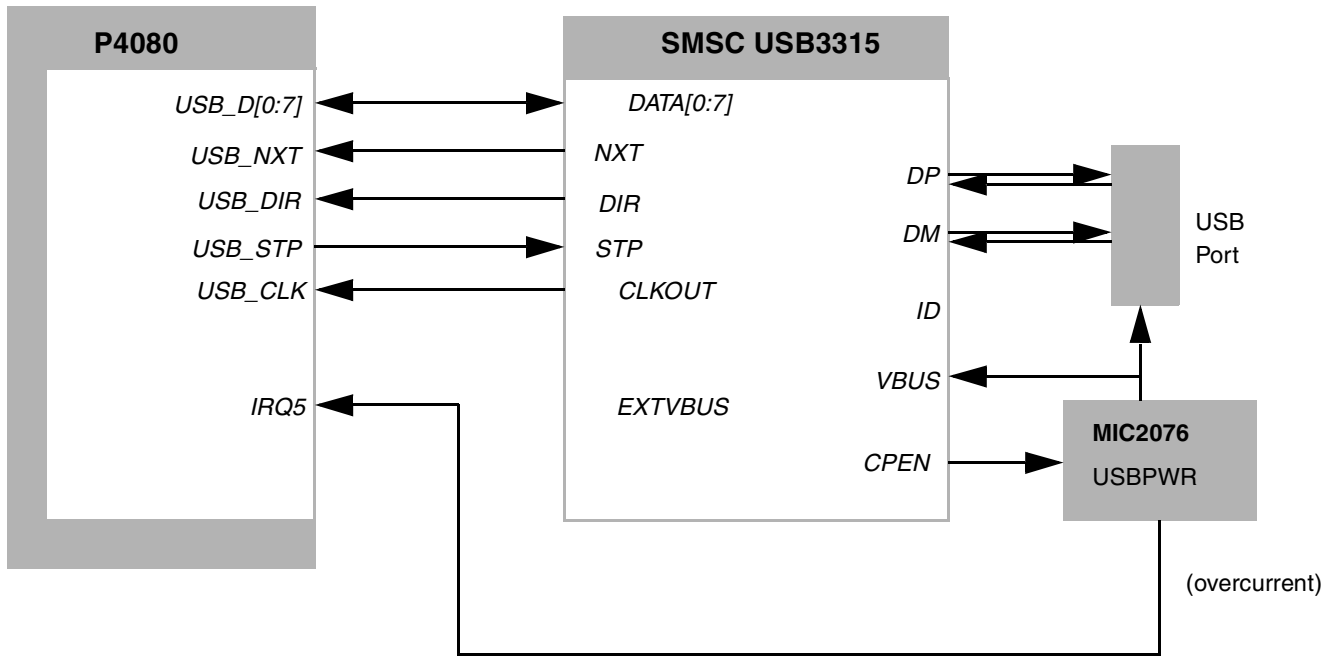 P4080
USB_D[0:7]
USB_NXT
USB_DIR
USB_STP
USB_CLK
IRQ5
SMSC USB3315
DATA[0:7]
NXT
DIR
STP
CLKOUT
EXTVBUS
DP
DM
ID
VBUS
CPEN
USB
Port
MIC2076
USBPWR
(overcurrent)